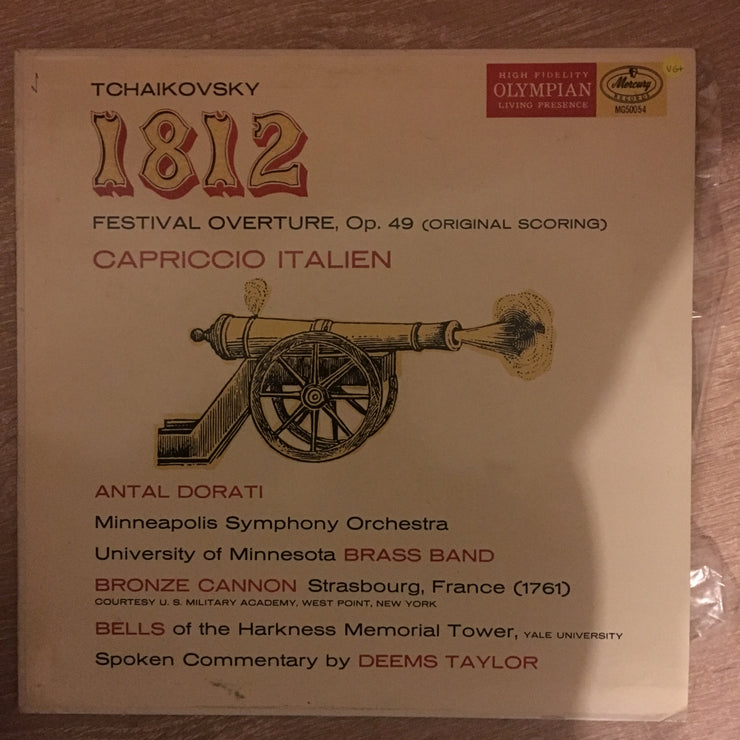 TCHAIKOVSKY
HIGH FIDELITY
OLYMPIAN
LIVING PRESENCE
Mercury
RECORDS
MG50054
VG+
1812
FESTIVAL OVERTURE, Op. 49 (ORIGINAL SCORING)
CAPRICCIO ITALIEN
ANTAL DORATI
Minneapolis Symphony Orchestra
University of Minnesota BRASS BAND
BRONZE CANNON Strasbourg, France (1761)
COURTESY U. S. MILITARY ACADEMY, WEST POINT, NEW YORK
BELLS of the Harkness Memorial Tower, YALE UNIVERSITY
Spoken Commentary by DEEMS TAYLOR